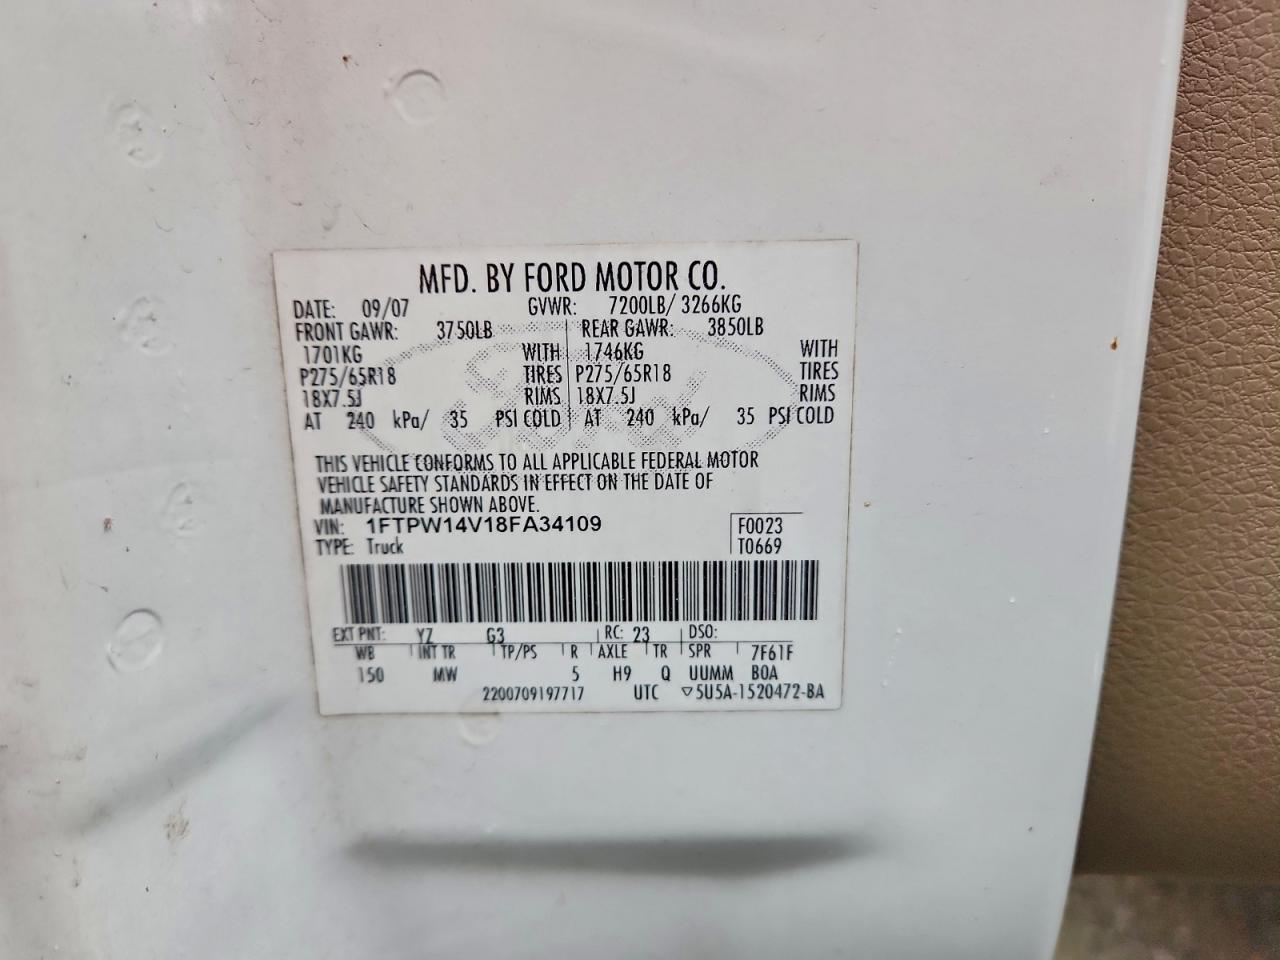 MFD. BY FORD MOTOR CO.
DATE: 09/07 GVWR: 7200LB/ 3266KG
FRONT GAWR: 3750LB REAR GAWR: 3850LB
1701KG WITH 1746KG WITH
P275/65R18 TIRES P275/65R18 TIRES
18X7.5J RIMS 18X7.5J RIMS
AT 240 kPa/ 35 PSI COLD AT 240 kPa/ 35 PSI COLD
THIS VEHICLE CONFORMS TO ALL APPLICABLE FEDERAL MOTOR
VEHICLE SAFETY STANDARDS IN EFFECT ON THE DATE OF
MANUFACTURE SHOWN ABOVE.
VIN: 1FTPW14V18FA34109 F0023
TYPE: Truck T0669
EXT PNT: YZ G3 RC: 23 DSO:
WB INT TR TP/PS R AXLE TR SPR 7F61F
150 MW 5 H9 Q UUMM BOA
2200709197717 UTC ▽5U5A-1520472-BA